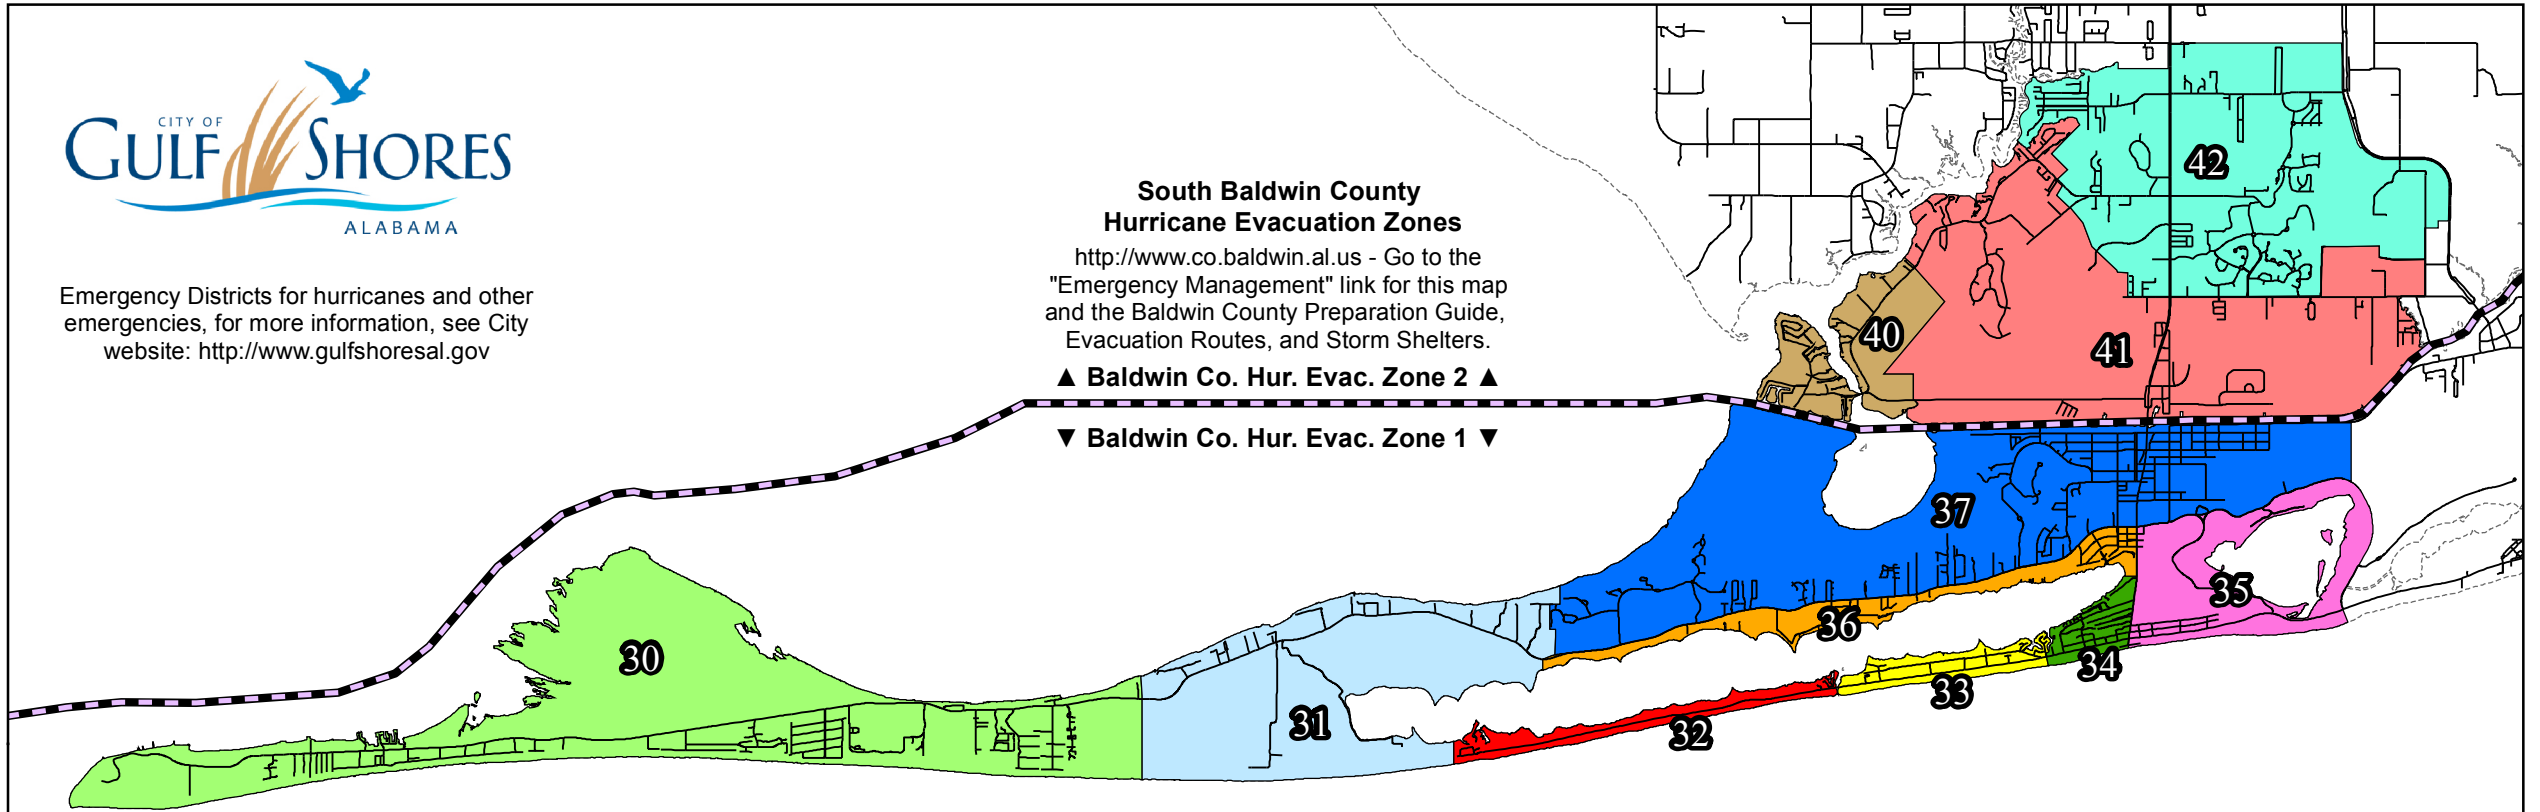 CITY OF
GULF SHORES
ALABAMA
Emergency Districts for hurricanes and other
emergencies, for more information, see City
website: http://www.gulfshoresal.gov
South Baldwin County
Hurricane Evacuation Zones
http://www.co.baldwin.al.us - Go to the
"Emergency Management" link for this map
and the Baldwin County Preparation Guide,
Evacuation Routes, and Storm Shelters.
▲ Baldwin Co. Hur. Evac. Zone 2 ▲
▼ Baldwin Co. Hur. Evac. Zone 1 ▼
42
40
41
37
35
36
30
34
33
31
32